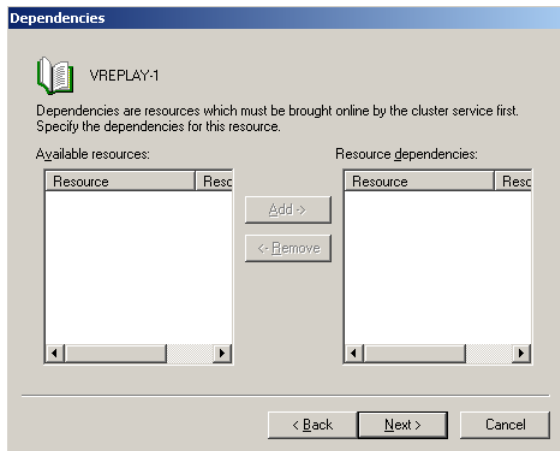 Dependencies
VREPLAY-1
Dependencies are resources which must be brought online by the cluster service first.
Specify the dependencies for this resource.
Available resources:
Resource dependencies:
Resource
Resc
Resource
Resc
Add ->
<- Remove
< Back
Next >
Cancel